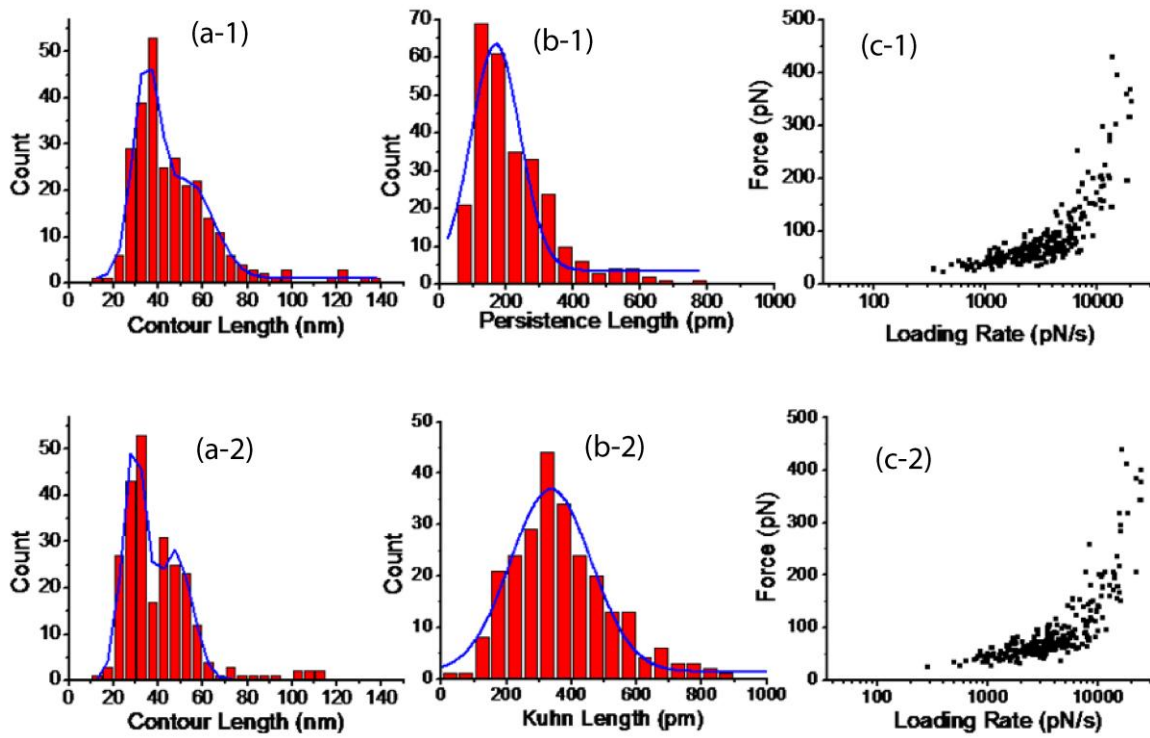 (a-1)
Count
50
40
30
20
10
0
0 20 40 60 80 100 120 140
Contour Length (nm)
(b-1)
Count
70
60
50
40
30
20
10
0
0 200 400 600 800 1000
Persistence Length (pm)
(c-1)
Force (pN)
500
400
300
200
100
0
100 1000 10000
Loading Rate (pN/s)
(a-2)
Count
50
40
30
20
10
0
0 20 40 60 80 100 120 140
Contour Length (nm)
(b-2)
Count
50
40
30
20
10
0
0 200 400 600 800 1000
Kuhn Length (pm)
(c-2)
Force (pN)
500
400
300
200
100
0
100 1000 10000
Loading Rate (pN/s)